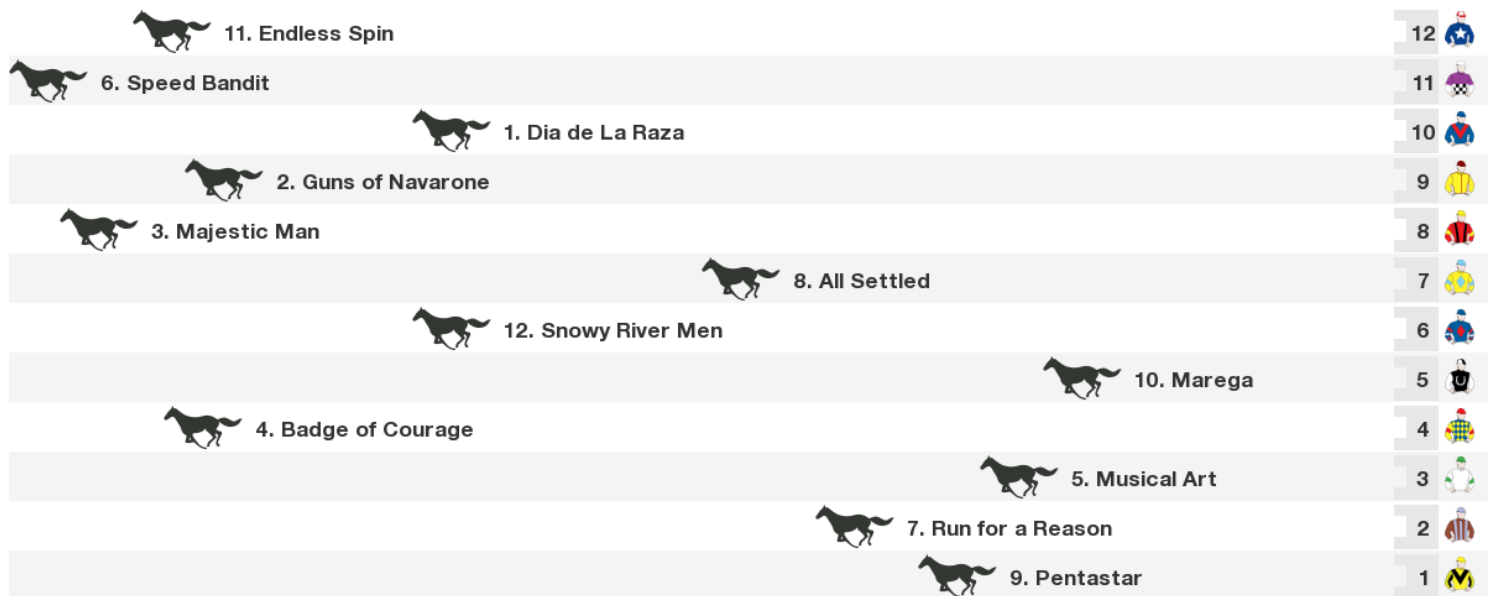 11. Endless Spin 12
6. Speed Bandit 11
1. Dia de La Raza 10
2. Guns of Navarone 9
3. Majestic Man 8
8. All Settled 7
12. Snowy River Men 6
10. Marega 5
4. Badge of Courage 4
5. Musical Art 3
7. Run for a Reason 2
9. Pentastar 1